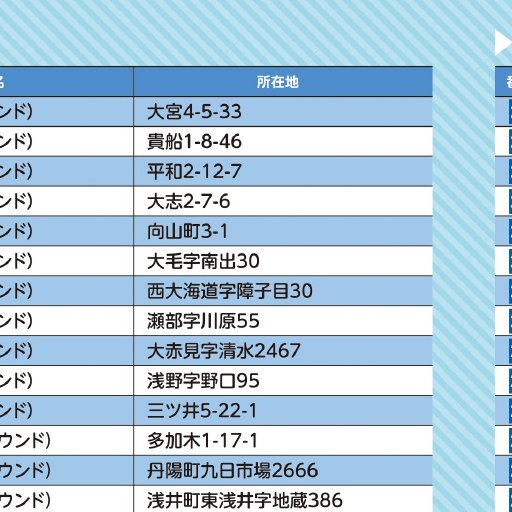 名 所在地
ンド) 大宮4-5-33
ンド) 貴船1-8-46
ンド) 平和2-12-7
ンド) 大志2-7-6
ンド) 向山町3-1
ンド) 大毛字南出30
ンド) 西大海道字障子目30
ンド) 瀬部字川原55
ンド) 大赤見字清水2467
ンド) 浅野字野口95
ンド) 三ツ井5-22-1
ウンド) 多加木1-17-1
ウンド) 丹陽町九日市場2666
ウンド) 浅井町東浅井字地蔵386